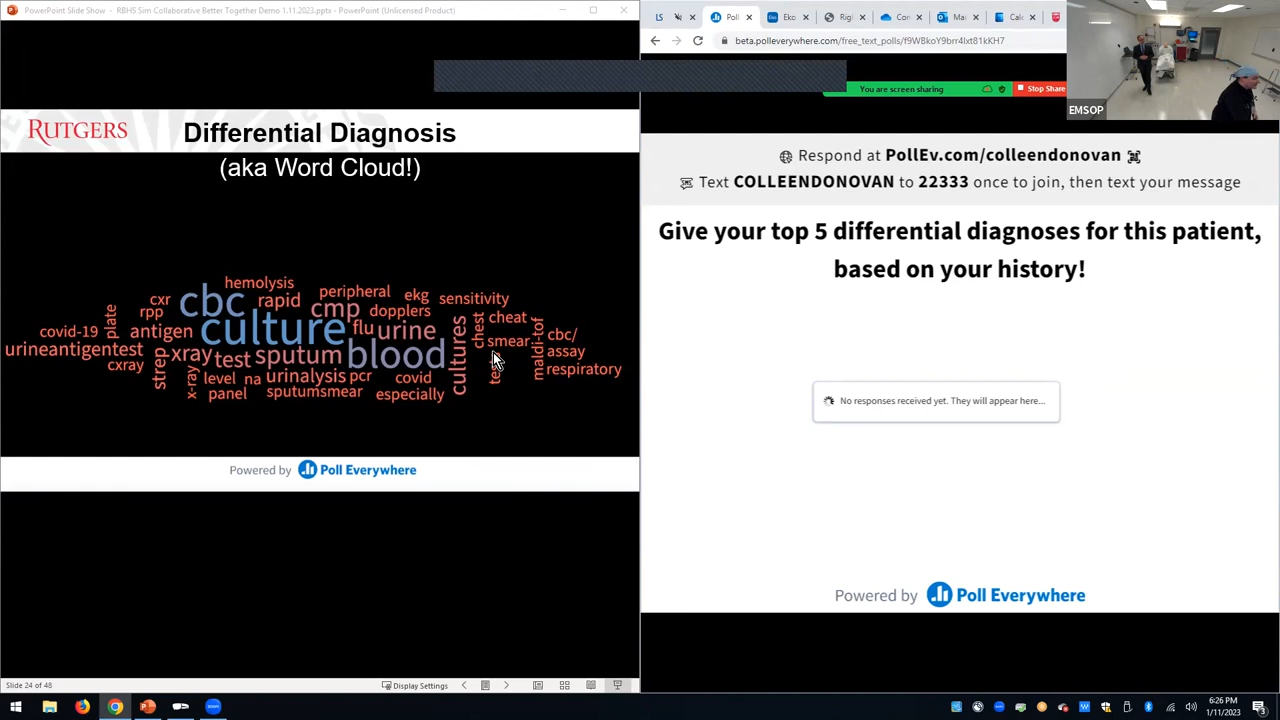 PowerPoint Slide Show - RBHS Sim Collaborative Better Together Demo 1.11.2023.pptx - PowerPoint (Unlicensed Product)
RUTGERS
Differential Diagnosis
(aka Word Cloud!)
hemolysis
cxr
cbc
rapid
peripheral
ekg
sensitivity
rpp
plate
cmp
dopplers
chest
cheat
covid-19
antigen
culture
flu
urine
cultures
smear
maldi-tof
cbc/
urineantigentest
strep
xray
test
sputum
blood
assay
cxray
x-ray
level
na
urinalysis
pcr
covid
respiratory
panel
sputumsmear
especially
Powered by Poll Everywhere
Slide 24 of 48
Display Settings
LS
Poll
Eko
Rig
Cou
Mai
Cale
beta.polleverywhere.com/free_text_polls/f9WBkoY9brr4lxt81kKH7
You are screen sharing
Stop Share
EMSOP
Respond at PollEv.com/colleendonovan
Text COLLEENDONOVAN to 22333 once to join, then text your message
Give your top 5 differential diagnoses for this patient,
based on your history!
No responses received yet. They will appear here...
Powered by Poll Everywhere
6:26 PM
1/11/2023